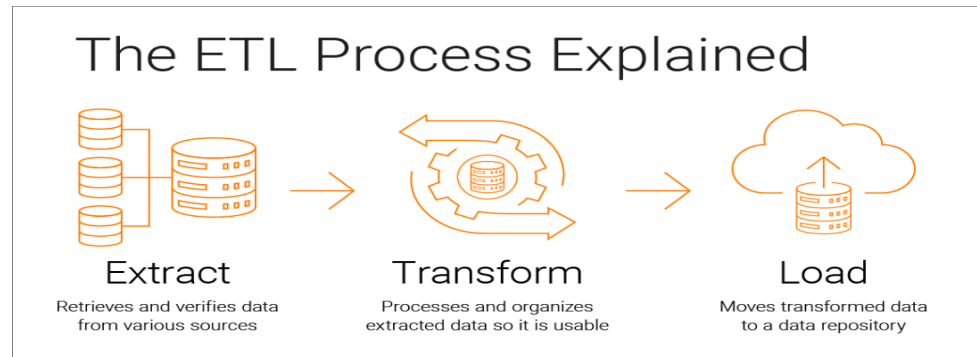 The ETL Process Explained
Extract
Retrieves and verifies data
from various sources
Transform
Processes and organizes
extracted data so it is usable
Load
Moves transformed data
to a data repository